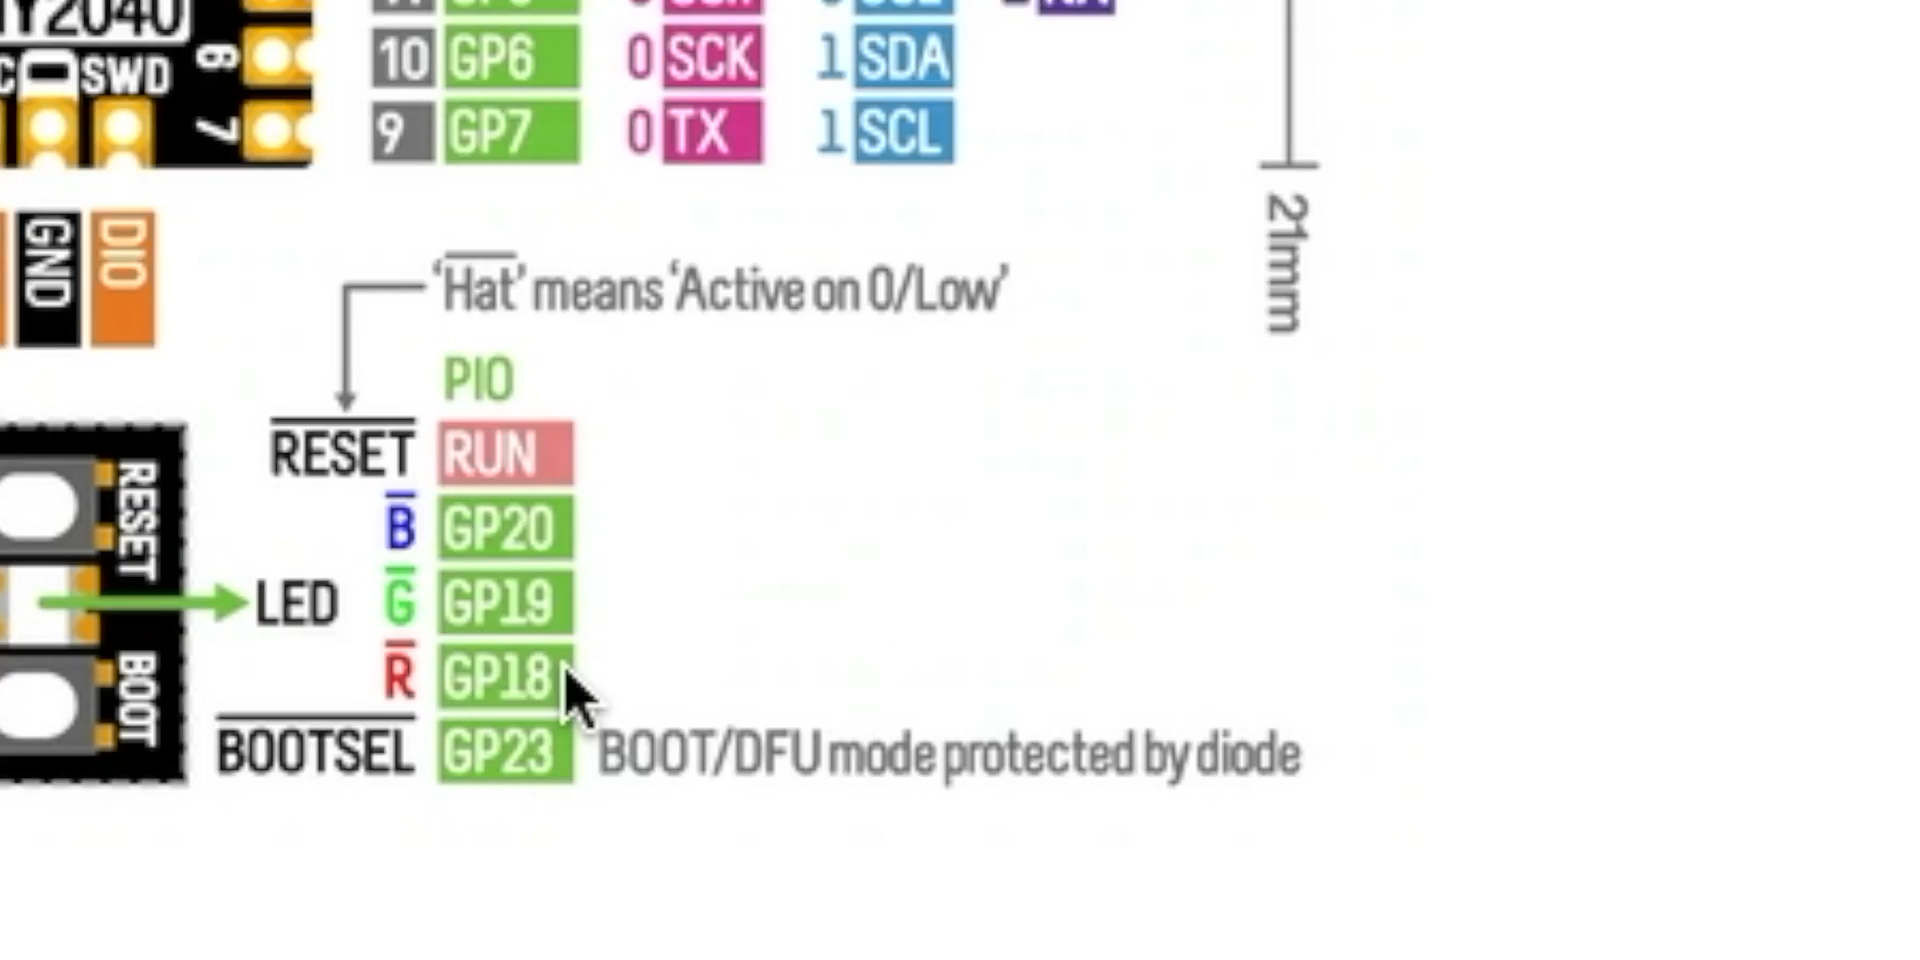 Y2040
6
SWD
7
10 GP6 0 SCK 1 SDA
9 GP7 0 TX 1 SCL
21mm
GND
DIO
‘Hat’ means ‘Active on 0/Low’
PIO
RESET RUN
B GP20
LED G GP19
R GP18
BOOTSEL GP23 BOOT/DFU mode protected by diode
RESET
BOOT